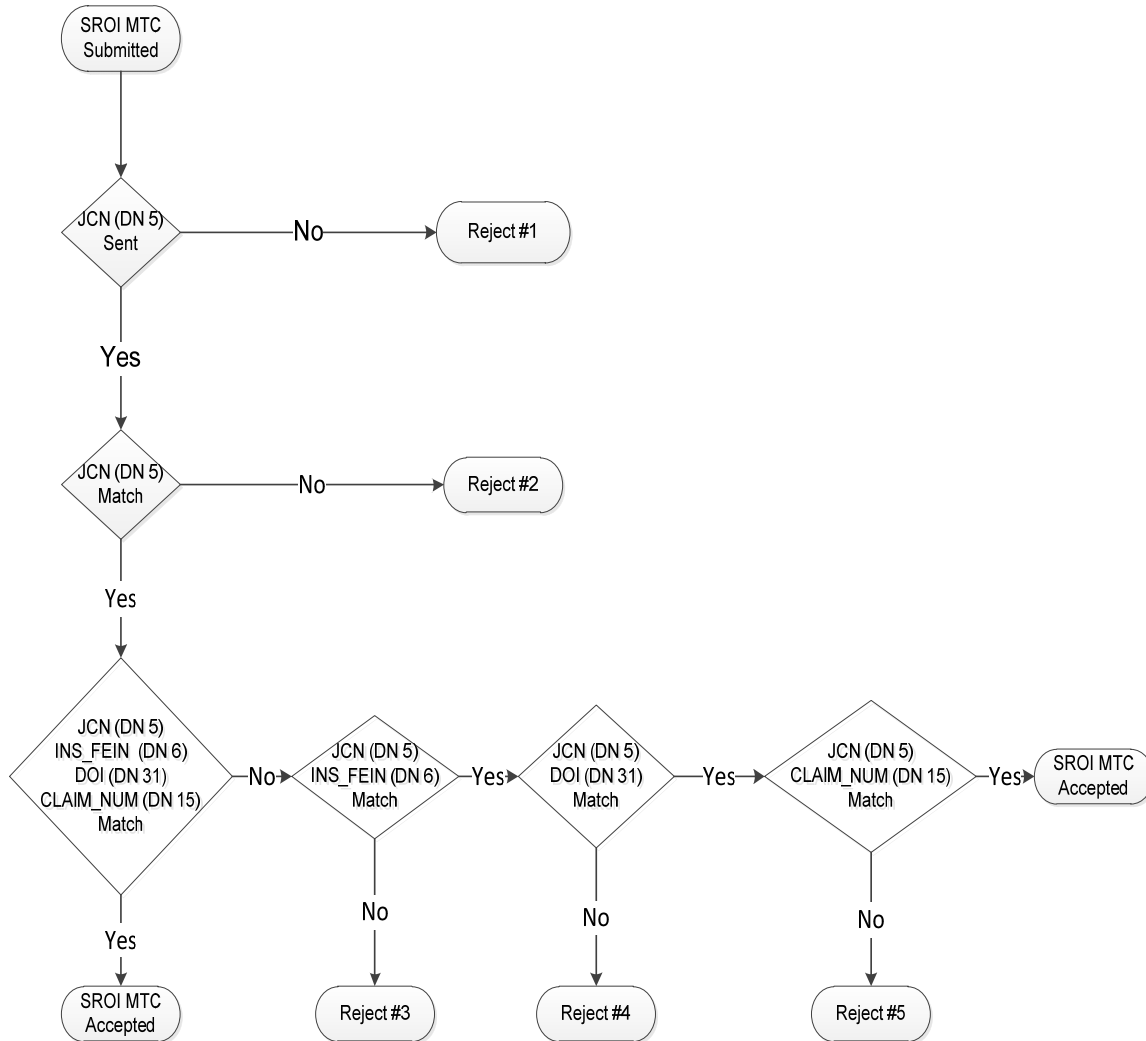 SROI MTC
Submitted
JCN (DN 5)
Sent
No
Reject #1
Yes
JCN (DN 5)
Match
No
Reject #2
Yes
JCN (DN 5)
INS_FEIN (DN 6)
DOI (DN 31)
CLAIM_NUM (DN 15)
Match
No
JCN (DN 5)
INS_FEIN (DN 6)
Match
Yes
JCN (DN 5)
DOI (DN 31)
Match
Yes
JCN (DN 5)
CLAIM_NUM (DN 15)
Match
Yes
SROI MTC
Accepted
Yes
No
No
No
SROI MTC
Accepted
Reject #3
Reject #4
Reject #5